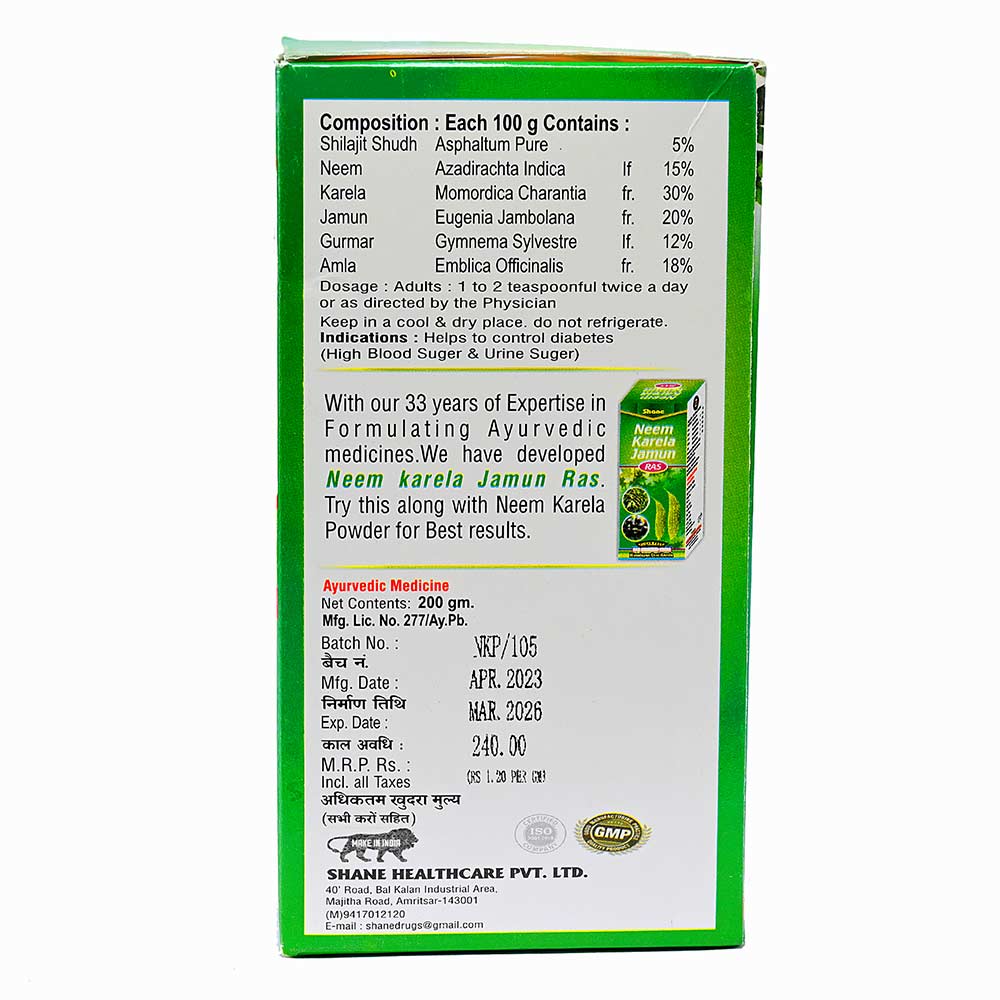 Composition : Each 100 g Contains :
Shilajit Shudh Asphaltum Pure 5%
Neem Azadirachta Indica lf 15%
Karela Momordica Charantia fr. 30%
Jamun Eugenia Jambolana fr. 20%
Gurmar Gymnema Sylvestre lf. 12%
Amla Emblica Officinalis fr. 18%
Dosage : Adults : 1 to 2 teaspoonful twice a day
or as directed by the Physician
Keep in a cool & dry place. do not refrigerate.
Indications : Helps to control diabetes
(High Blood Suger & Urine Suger)
With our 33 years of Expertise in
Formulating Ayurvedic
medicines.We have developed
Neem karela Jamun Ras.
Try this along with Neem Karela
Powder for Best results.
Shane
Neem
Karela
Jamun
RAS
Ayurvedic Medicine
Net Contents: 200 gm.
Mfg. Lic. No. 277/Ay.Pb.
Batch No. : NKP/105
बैच नं.
Mfg. Date : APR. 2023
निर्माण तिथि
Exp. Date : MAR. 2026
काल अवधि : 240.00
M.R.P. Rs. :
Incl. all Taxes (RS 1.20 PER GM)
अधिकतम खुदरा मुल्य
(सभी करों सहित)
MAKE IN INDIA
CERTIFIED
ISO
COMPANY
GOOD MANUFACTURING PRACTICE
GMP
QUALITY PRODUCT
SHANE HEALTHCARE PVT. LTD.
40' Road, Bal Kalan Industrial Area,
Majitha Road, Amritsar-143001
(M)9417012120
E-mail : shanedrugs@gmail.com